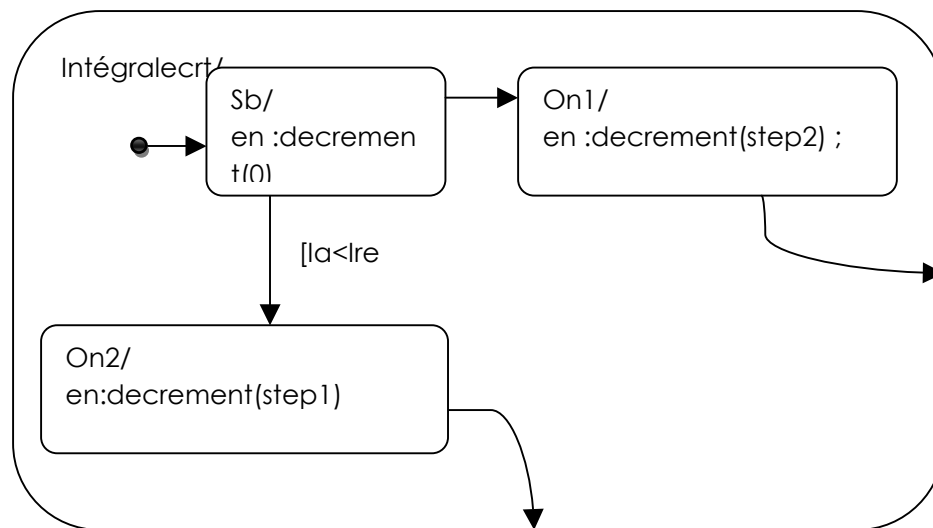 Intégralecrt/
Sb/
en :decremen
t(0)
On1/
en :decrement(step2) ;
[Ia<Ire
On2/
en:decrement(step1)